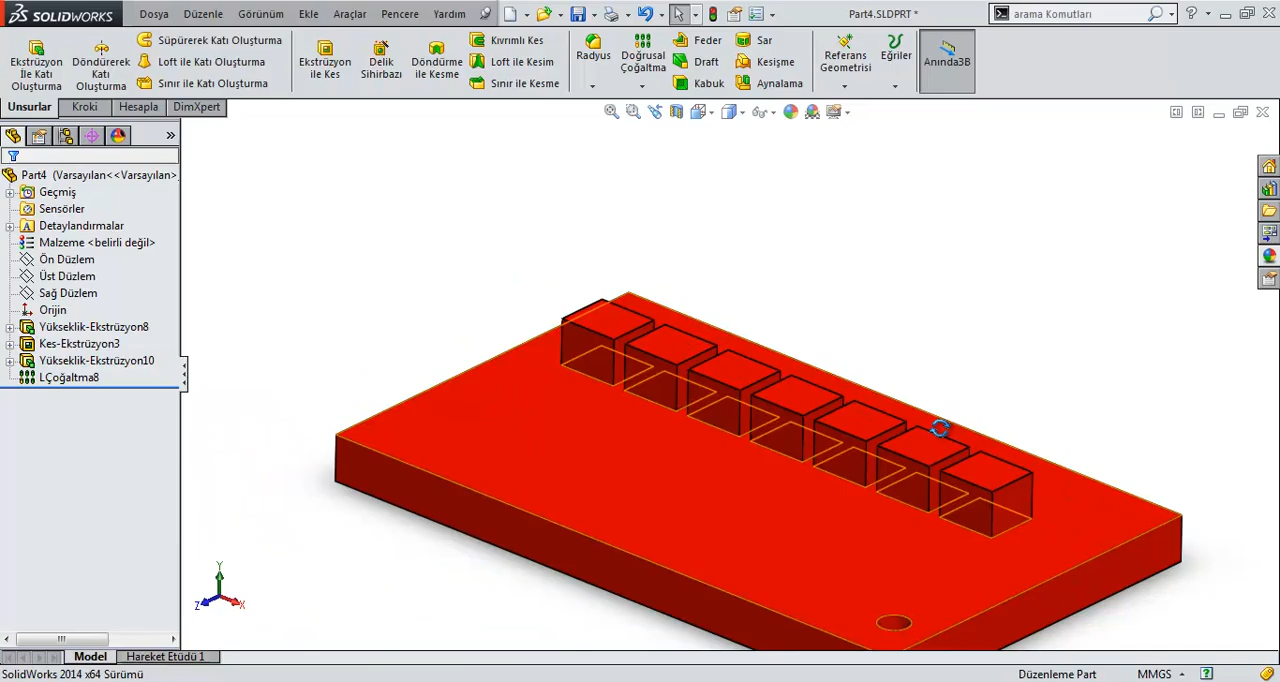 SOLIDWORKS
Dosya Düzenle Görünüm Ekle Araçlar Pencere Yardım
Part4.SLDPRT *
arama Komutları
Ekstrüzyon İle Katı Oluşturma
Döndürerek Katı Oluşturma
Süpürerek Katı Oluşturma
Loft ile Katı Oluşturma
Sınır ile Katı Oluşturma
Ekstrüzyon ile Kes
Delik Sihirbazı
Döndürme ile Kesme
Kıvrımlı Kes
Loft ile Kesim
Sınır ile Kesme
Radyus
Doğrusal Çoğaltma
Feder
Draft
Kabuk
Sar
Kesişme
Aynalama
Referans Geometrisi
Eğriler
Anında3B
Unsurlar Kroki Hesapla DimXpert
Part4 (Varsayılan<<Varsayılan>
Geçmiş
Sensörler
Detaylandırmalar
Malzeme <belirli değil>
Ön Düzlem
Üst Düzlem
Sağ Düzlem
Orijin
Yükseklik-Ekstrüzyon8
Kes-Ekstrüzyon3
Yükseklik-Ekstrüzyon10
LÇoğaltma8
Y
Z
X
Model Hareket Etüdü 1
SolidWorks 2014 x64 Sürümü
Düzenleme Part
MMGS